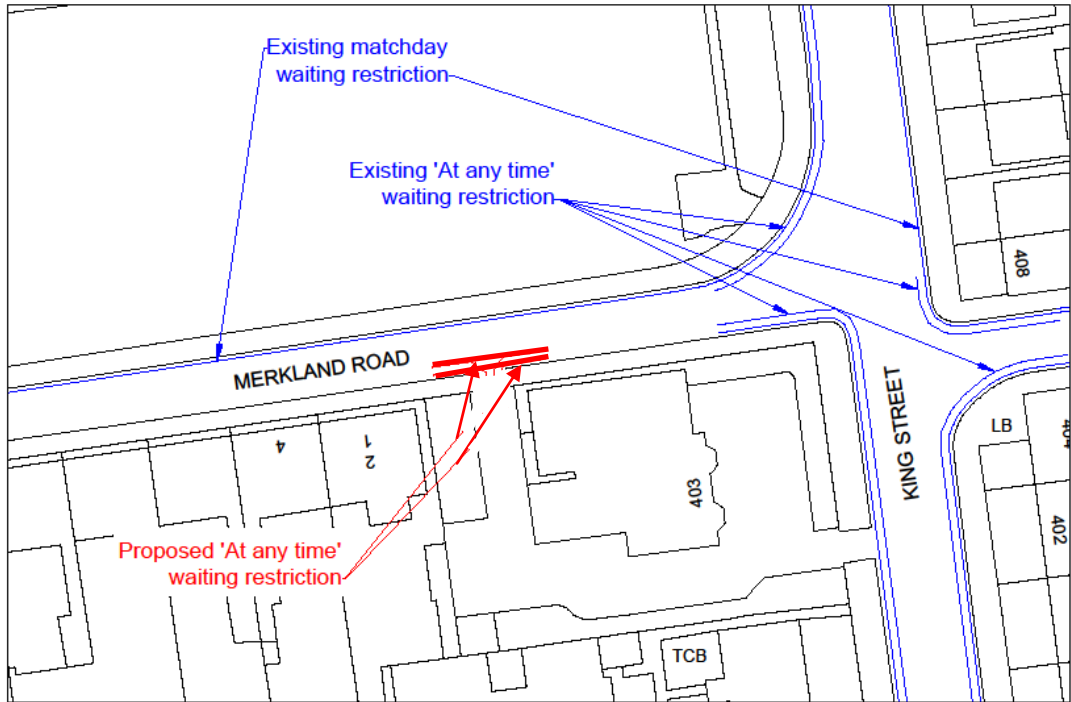 Existing matchday
waiting restriction
Existing 'At any time'
waiting restriction
408
MERKLAND ROAD
KING STREET
LB
404
4
1
2
403
402
Proposed 'At any time'
waiting restriction
TCB